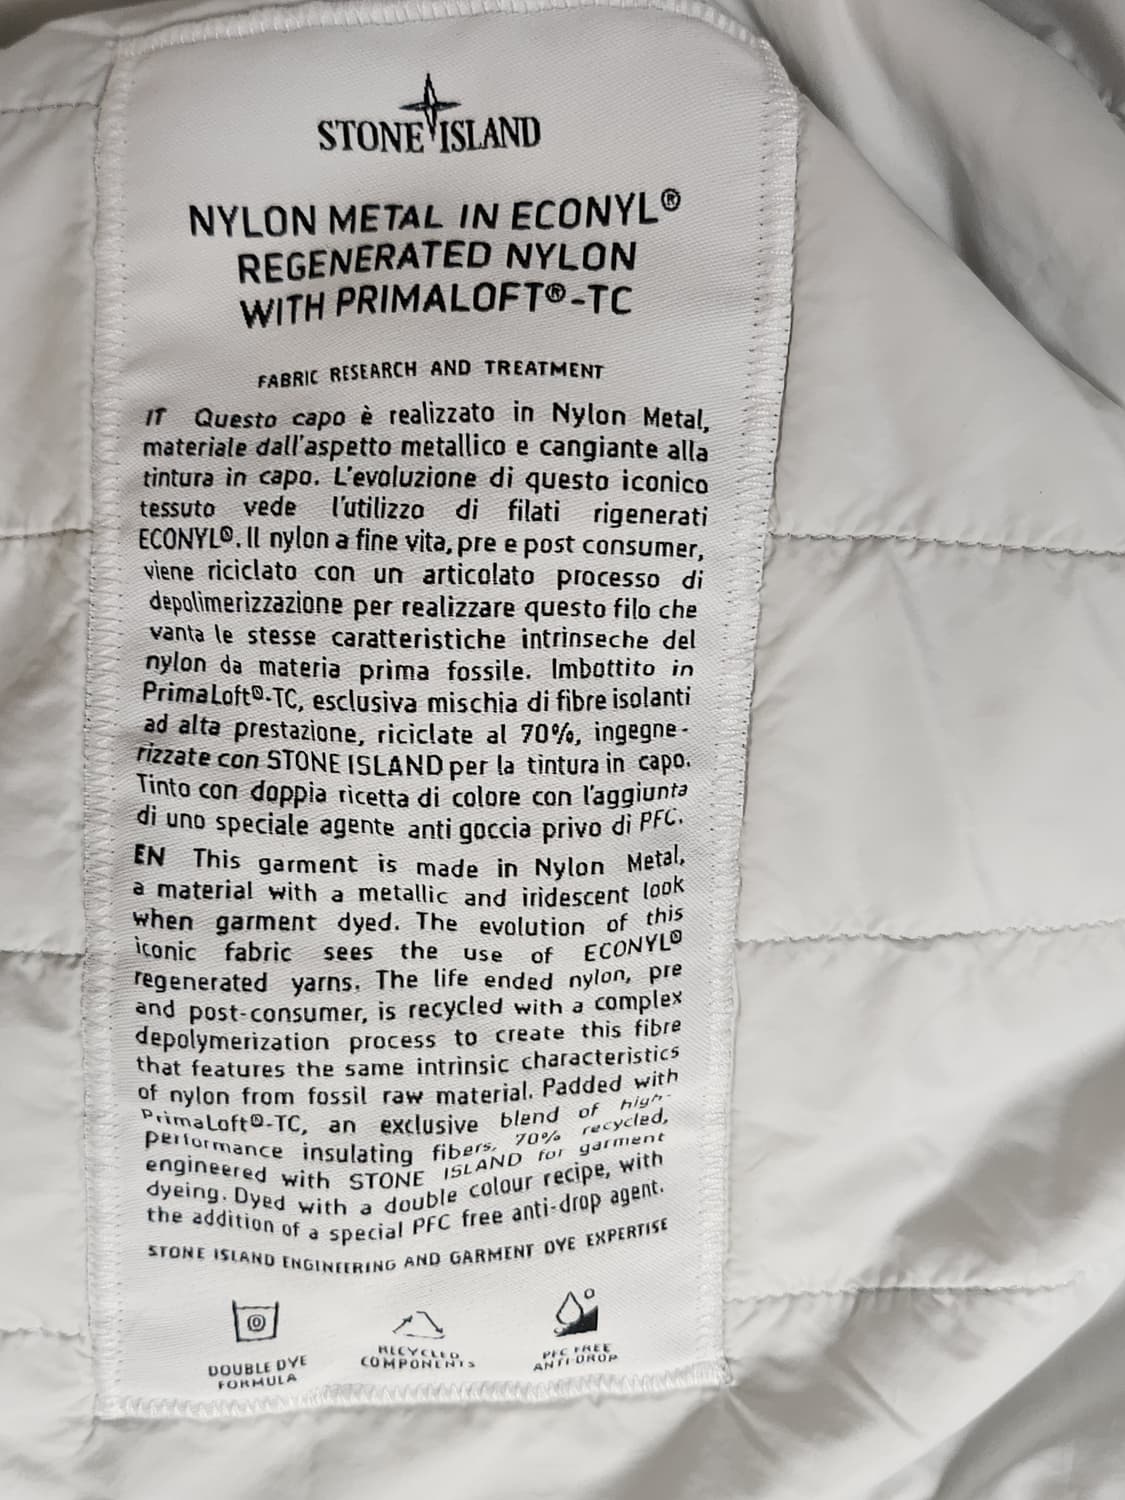 STONE ISLAND
NYLON METAL IN ECONYL®
REGENERATED NYLON
WITH PRIMALOFT®-TC
FABRIC RESEARCH AND TREATMENT
IT Questo capo è realizzato in Nylon Metal,
materiale dall'aspetto metallico e cangiante alla
tintura in capo. L'evoluzione di questo iconico
tessuto vede l'utilizzo di filati rigenerati
ECONYL®. Il nylon a fine vita, pre e post consumer,
viene riciclato con un articolato processo di
depolimerizzazione per realizzare questo filo che
vanta le stesse caratteristiche intrinseche del
nylon da materia prima fossile. Imbottito in
PrimaLoft®-TC, esclusiva mischia di fibre isolanti
ad alta prestazione, riciclate al 70%, ingegne-
rizzate con STONE ISLAND per la tintura in capo.
Tinto con doppia ricetta di colore con l'aggiunta
di uno speciale agente anti goccia privo di PFC.
EN This garment is made in Nylon Metal,
a material with a metallic and iridescent look
when garment dyed. The evolution of this
iconic fabric sees the use of ECONYL®
regenerated yarns. The life ended nylon, pre
and post-consumer, is recycled with a complex
depolymerization process to create this fibre
that features the same intrinsic characteristics
of nylon from fossil raw material. Padded with
PrimaLoft®-TC, an exclusive blend of high-
performance insulating fibers, 70% recycled,
engineered with STONE ISLAND for garment
dyeing. Dyed with a double colour recipe, with
the addition of a special PFC free anti-drop agent.
STONE ISLAND ENGINEERING AND GARMENT DYE EXPERTISE
DOUBLE DYE
FORMULA
RECYCLED
COMPONENTS
PFC FREE
ANTI-DROP